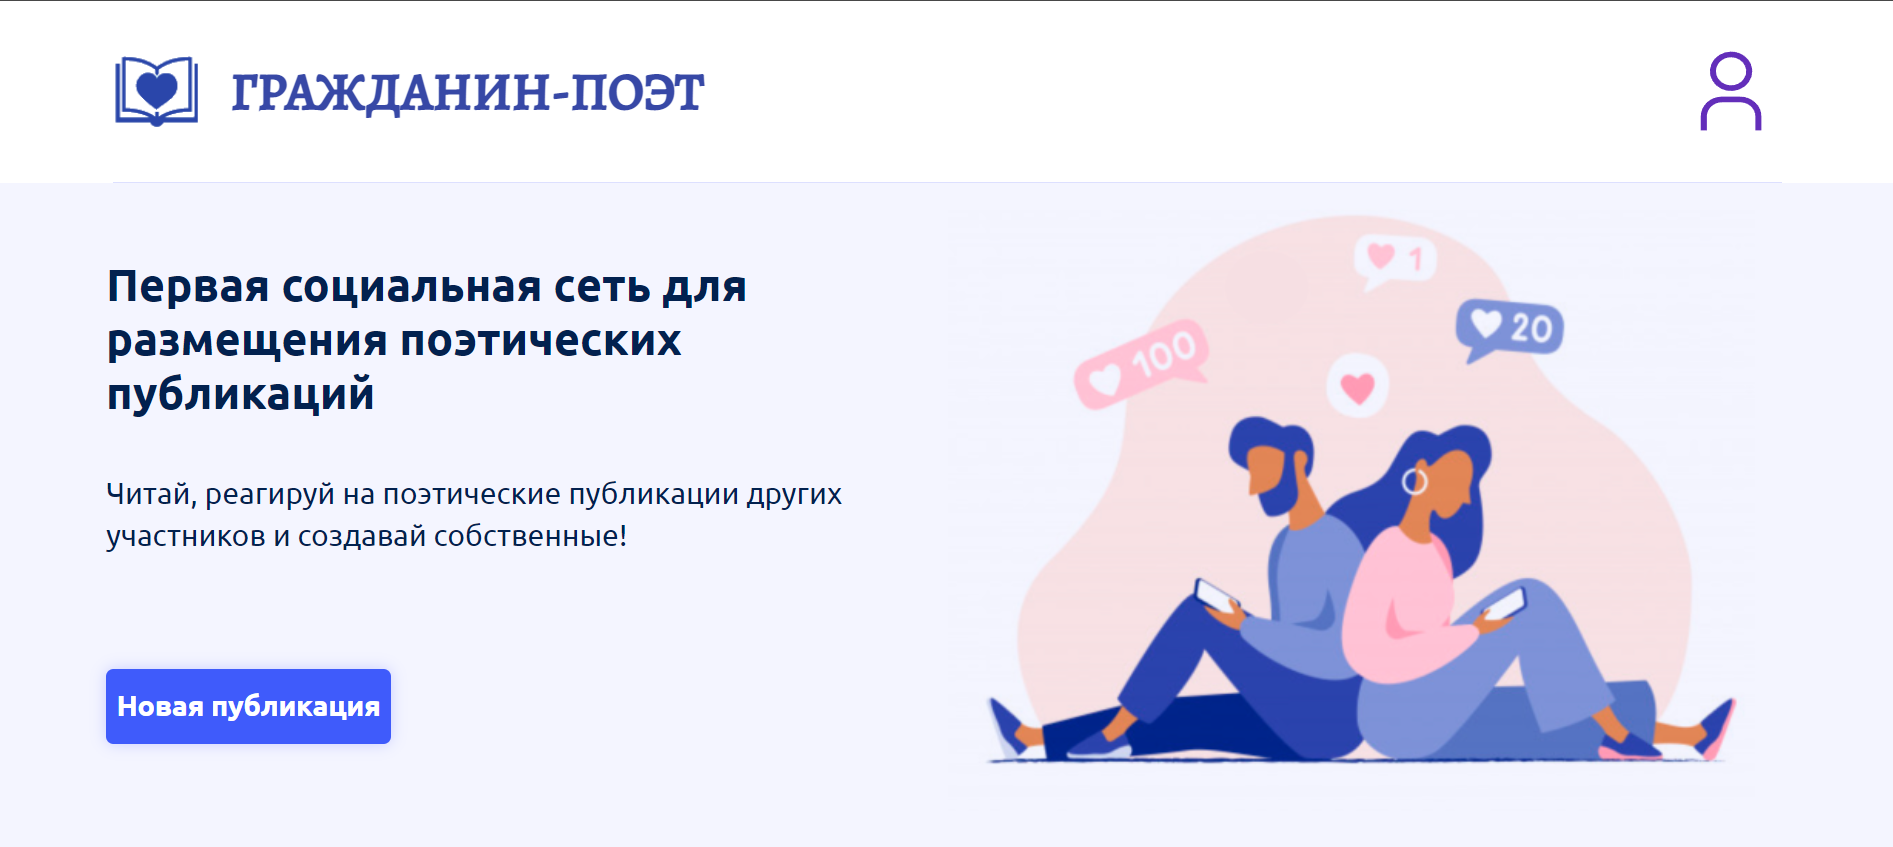 ГРАЖДАНИН-ПОЭТ
Первая социальная сеть для
размещения поэтических
публикаций
Читай, реагируй на поэтические публикации других
участников и создавай собственные!
Новая публикация
1
20
100